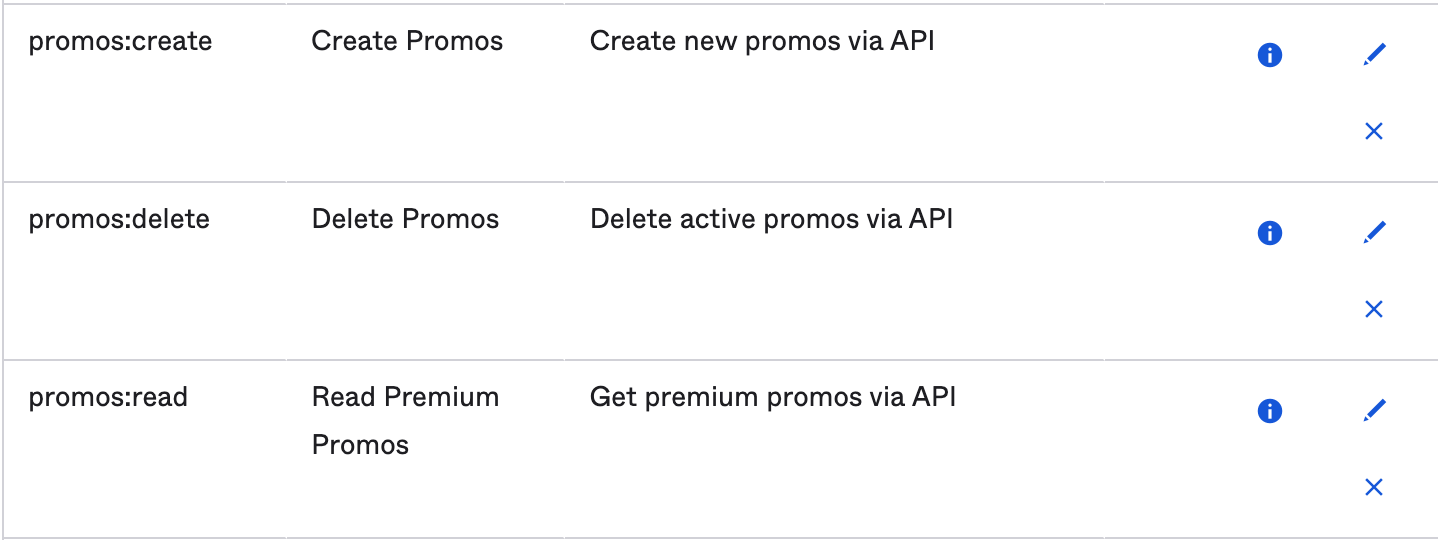 promos:create Create Promos Create new promos via API
promos:delete Delete Promos Delete active promos via API
promos:read Read Premium Get premium promos via API
Promos